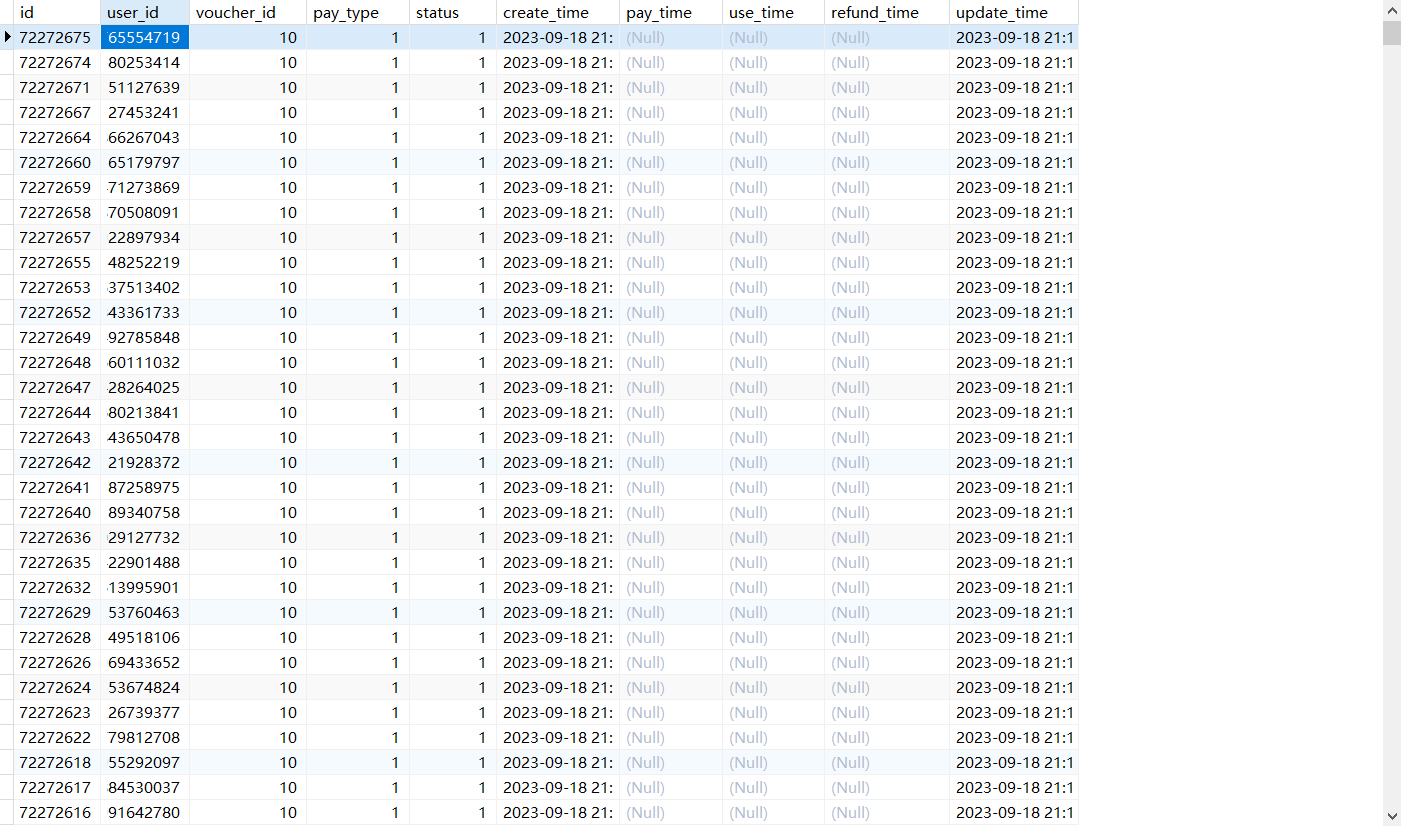 id user_id voucher_id pay_type status create_time pay_time use_time refund_time update_time
72272675 65554719 10 1 1 2023-09-18 21: (Null) (Null) (Null) 2023-09-18 21:1
72272674 80253414 10 1 1 2023-09-18 21: (Null) (Null) (Null) 2023-09-18 21:1
72272671 51127639 10 1 1 2023-09-18 21: (Null) (Null) (Null) 2023-09-18 21:1
72272667 27453241 10 1 1 2023-09-18 21: (Null) (Null) (Null) 2023-09-18 21:1
72272664 66267043 10 1 1 2023-09-18 21: (Null) (Null) (Null) 2023-09-18 21:1
72272660 65179797 10 1 1 2023-09-18 21: (Null) (Null) (Null) 2023-09-18 21:1
72272659 71273869 10 1 1 2023-09-18 21: (Null) (Null) (Null) 2023-09-18 21:1
72272658 70508091 10 1 1 2023-09-18 21: (Null) (Null) (Null) 2023-09-18 21:1
72272657 22897934 10 1 1 2023-09-18 21: (Null) (Null) (Null) 2023-09-18 21:1
72272655 48252219 10 1 1 2023-09-18 21: (Null) (Null) (Null) 2023-09-18 21:1
72272653 37513402 10 1 1 2023-09-18 21: (Null) (Null) (Null) 2023-09-18 21:1
72272652 43361733 10 1 1 2023-09-18 21: (Null) (Null) (Null) 2023-09-18 21:1
72272649 92785848 10 1 1 2023-09-18 21: (Null) (Null) (Null) 2023-09-18 21:1
72272648 60111032 10 1 1 2023-09-18 21: (Null) (Null) (Null) 2023-09-18 21:1
72272647 28264025 10 1 1 2023-09-18 21: (Null) (Null) (Null) 2023-09-18 21:1
72272644 80213841 10 1 1 2023-09-18 21: (Null) (Null) (Null) 2023-09-18 21:1
72272643 43650478 10 1 1 2023-09-18 21: (Null) (Null) (Null) 2023-09-18 21:1
72272642 21928372 10 1 1 2023-09-18 21: (Null) (Null) (Null) 2023-09-18 21:1
72272641 87258975 10 1 1 2023-09-18 21: (Null) (Null) (Null) 2023-09-18 21:1
72272640 89340758 10 1 1 2023-09-18 21: (Null) (Null) (Null) 2023-09-18 21:1
72272636 29127732 10 1 1 2023-09-18 21: (Null) (Null) (Null) 2023-09-18 21:1
72272635 22901488 10 1 1 2023-09-18 21: (Null) (Null) (Null) 2023-09-18 21:1
72272632 13995901 10 1 1 2023-09-18 21: (Null) (Null) (Null) 2023-09-18 21:1
72272629 53760463 10 1 1 2023-09-18 21: (Null) (Null) (Null) 2023-09-18 21:1
72272628 49518106 10 1 1 2023-09-18 21: (Null) (Null) (Null) 2023-09-18 21:1
72272626 69433652 10 1 1 2023-09-18 21: (Null) (Null) (Null) 2023-09-18 21:1
72272624 53674824 10 1 1 2023-09-18 21: (Null) (Null) (Null) 2023-09-18 21:1
72272623 26739377 10 1 1 2023-09-18 21: (Null) (Null) (Null) 2023-09-18 21:1
72272622 79812708 10 1 1 2023-09-18 21: (Null) (Null) (Null) 2023-09-18 21:1
72272618 55292097 10 1 1 2023-09-18 21: (Null) (Null) (Null) 2023-09-18 21:1
72272617 84530037 10 1 1 2023-09-18 21: (Null) (Null) (Null) 2023-09-18 21:1
72272616 91642780 10 1 1 2023-09-18 21: (Null) (Null) (Null) 2023-09-18 21:1